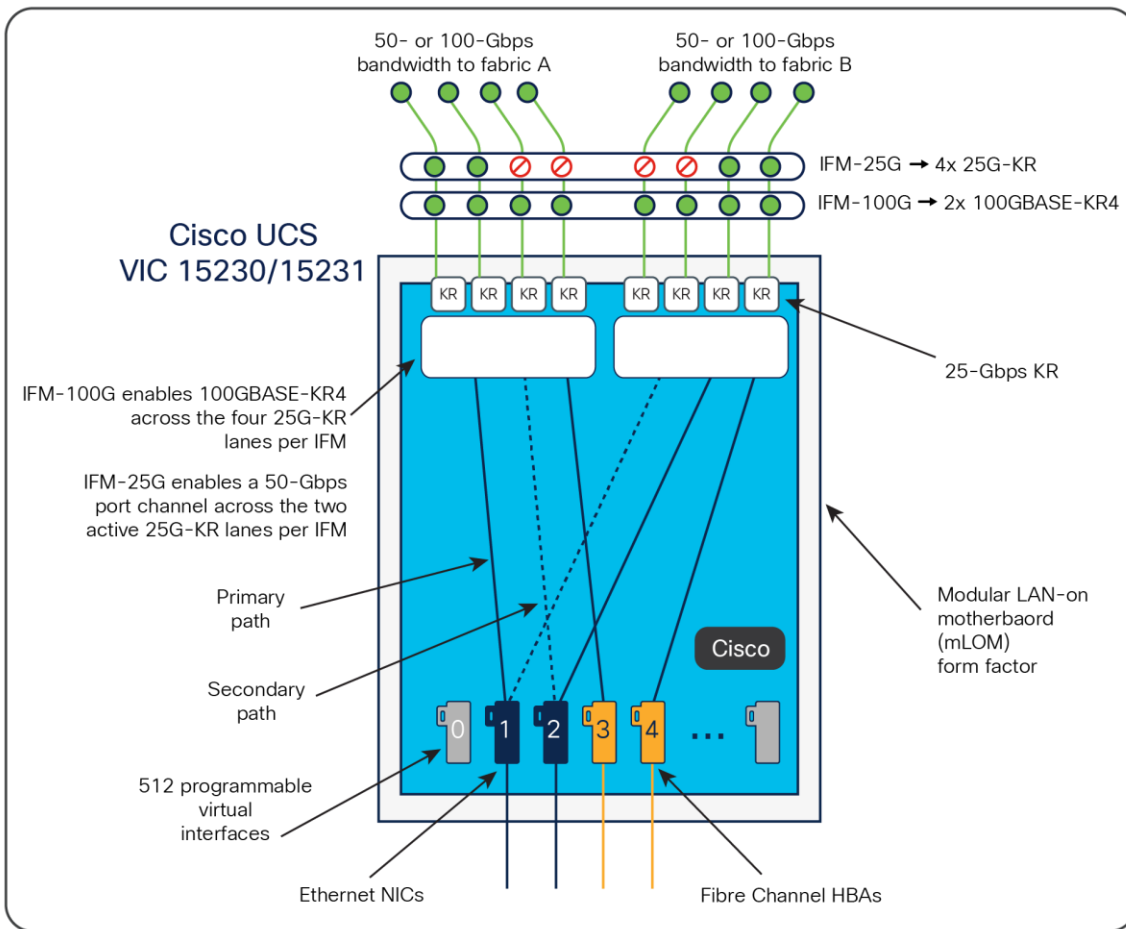 50- or 100-Gbps
bandwidth to fabric A
50- or 100-Gbps
bandwidth to fabric B
IFM-25G → 4x 25G-KR
IFM-100G → 2x 100GBASE-KR4
Cisco UCS
VIC 15230/15231
KR
KR
KR
KR
KR
KR
KR
KR
25-Gbps KR
IFM-100G enables 100GBASE-KR4
across the four 25G-KR
lanes per IFM
IFM-25G enables a 50-Gbps
port channel across the two
active 25G-KR lanes per IFM
Primary
path
Modular LAN-on
motherbaord
(mLOM)
form factor
Cisco
Secondary
path
0
1
2
3
4
...
512 programmable
virtual
interfaces
Ethernet NICs
Fibre Channel HBAs